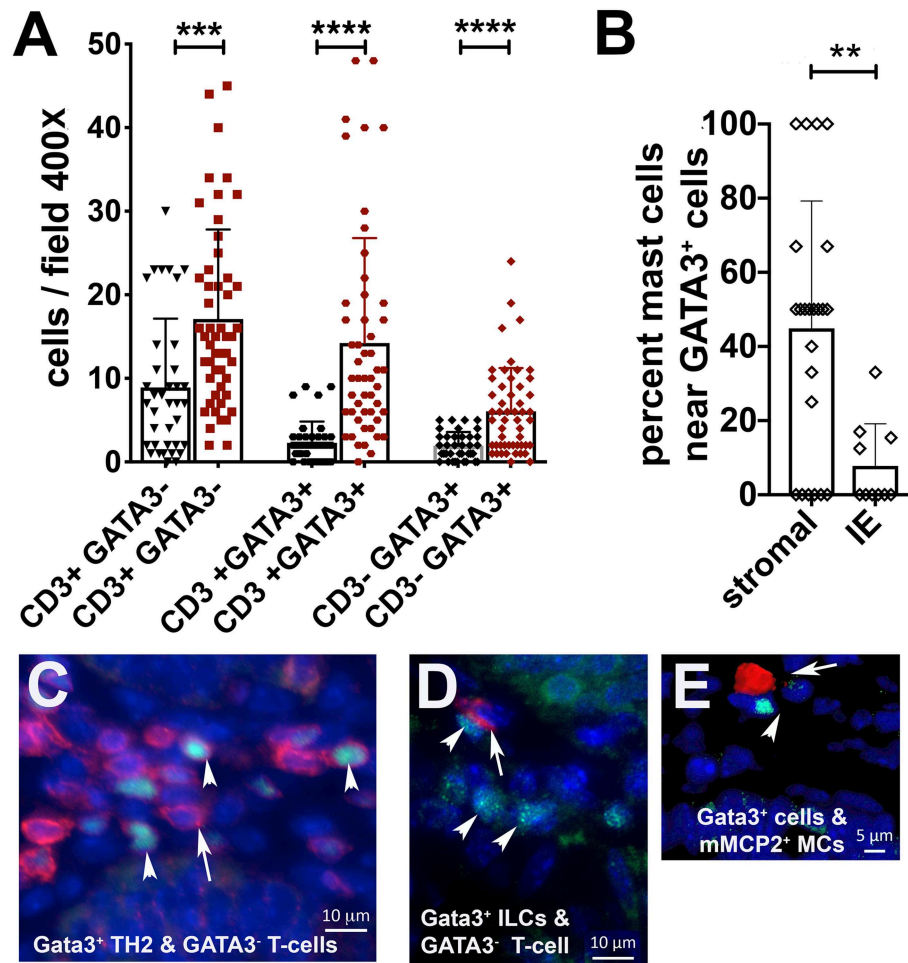 A
***
****
****
50
40
30
20
10
0
cells / field 400x
CD3+ GATA3-
CD3+ GATA3-
CD3 +GATA3+
CD3 +GATA3+
CD3- GATA3+
CD3- GATA3+
B
**
100
80
60
40
20
0
percent mast cells
near GATA3⁺ cells
stromal
IE
C
10 µm
Gata3⁺ TH2 & GATA3⁻ T-cells
D
Gata3⁺ ILCs &
GATA3⁻ T-cell
10 µm
E
Gata3⁺ cells &
mMCP2⁺ MCs
5 µm